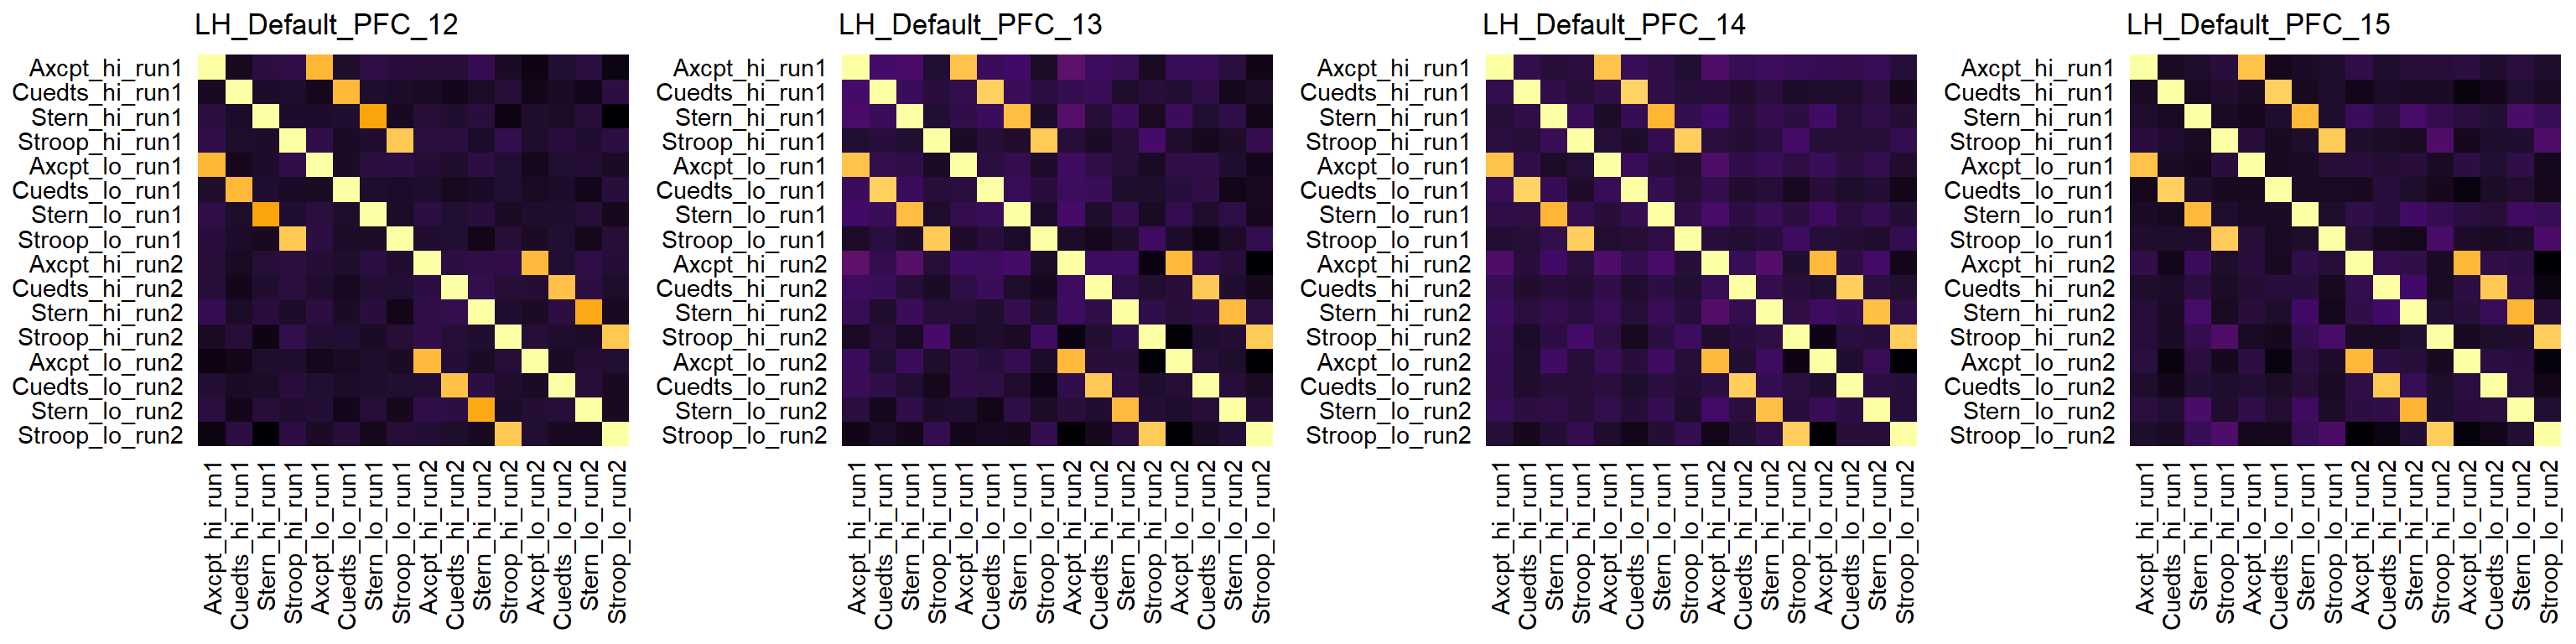 LH_Default_PFC_12
Axcpt_hi_run1
Cuedts_hi_run1
Stern_hi_run1
Stroop_hi_run1
Axcpt_lo_run1
Cuedts_lo_run1
Stern_lo_run1
Stroop_lo_run1
Axcpt_hi_run2
Cuedts_hi_run2
Stern_hi_run2
Stroop_hi_run2
Axcpt_lo_run2
Cuedts_lo_run2
Stern_lo_run2
Stroop_lo_run2
Axcpt_hi_run1
Cuedts_hi_run1
Stern_hi_run1
Stroop_hi_run1
Axcpt_lo_run1
Cuedts_lo_run1
Stern_lo_run1
Stroop_lo_run1
Axcpt_hi_run2
Cuedts_hi_run2
Stern_hi_run2
Stroop_hi_run2
Axcpt_lo_run2
Cuedts_lo_run2
Stern_lo_run2
Stroop_lo_run2
LH_Default_PFC_13
Axcpt_hi_run1
Cuedts_hi_run1
Stern_hi_run1
Stroop_hi_run1
Axcpt_lo_run1
Cuedts_lo_run1
Stern_lo_run1
Stroop_lo_run1
Axcpt_hi_run2
Cuedts_hi_run2
Stern_hi_run2
Stroop_hi_run2
Axcpt_lo_run2
Cuedts_lo_run2
Stern_lo_run2
Stroop_lo_run2
Axcpt_hi_run1
Cuedts_hi_run1
Stern_hi_run1
Stroop_hi_run1
Axcpt_lo_run1
Cuedts_lo_run1
Stern_lo_run1
Stroop_lo_run1
Axcpt_hi_run2
Cuedts_hi_run2
Stern_hi_run2
Stroop_hi_run2
Axcpt_lo_run2
Cuedts_lo_run2
Stern_lo_run2
Stroop_lo_run2
LH_Default_PFC_14
Axcpt_hi_run1
Cuedts_hi_run1
Stern_hi_run1
Stroop_hi_run1
Axcpt_lo_run1
Cuedts_lo_run1
Stern_lo_run1
Stroop_lo_run1
Axcpt_hi_run2
Cuedts_hi_run2
Stern_hi_run2
Stroop_hi_run2
Axcpt_lo_run2
Cuedts_lo_run2
Stern_lo_run2
Stroop_lo_run2
Axcpt_hi_run1
Cuedts_hi_run1
Stern_hi_run1
Stroop_hi_run1
Axcpt_lo_run1
Cuedts_lo_run1
Stern_lo_run1
Stroop_lo_run1
Axcpt_hi_run2
Cuedts_hi_run2
Stern_hi_run2
Stroop_hi_run2
Axcpt_lo_run2
Cuedts_lo_run2
Stern_lo_run2
Stroop_lo_run2
LH_Default_PFC_15
Axcpt_hi_run1
Cuedts_hi_run1
Stern_hi_run1
Stroop_hi_run1
Axcpt_lo_run1
Cuedts_lo_run1
Stern_lo_run1
Stroop_lo_run1
Axcpt_hi_run2
Cuedts_hi_run2
Stern_hi_run2
Stroop_hi_run2
Axcpt_lo_run2
Cuedts_lo_run2
Stern_lo_run2
Stroop_lo_run2
Axcpt_hi_run1
Cuedts_hi_run1
Stern_hi_run1
Stroop_hi_run1
Axcpt_lo_run1
Cuedts_lo_run1
Stern_lo_run1
Stroop_lo_run1
Axcpt_hi_run2
Cuedts_hi_run2
Stern_hi_run2
Stroop_hi_run2
Axcpt_lo_run2
Cuedts_lo_run2
Stern_lo_run2
Stroop_lo_run2